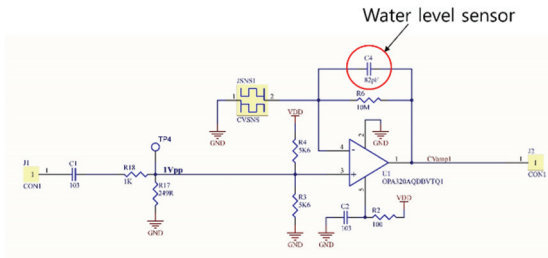 Water level sensor
C4
82pF
JSNS1
1
2
CVSNS
R6
10M
GND
VDD
GND
TP4
R4
5K6
J1
1
CON1
C1
103
R18
1K
1Vpp
R17
249R
GND
4
2
3
5
1
U1
OPA320AQDBVTQ1
CVamp1
J2
1
CON1
R3
5K6
GND
C2
103
R2
100
VDD
GND